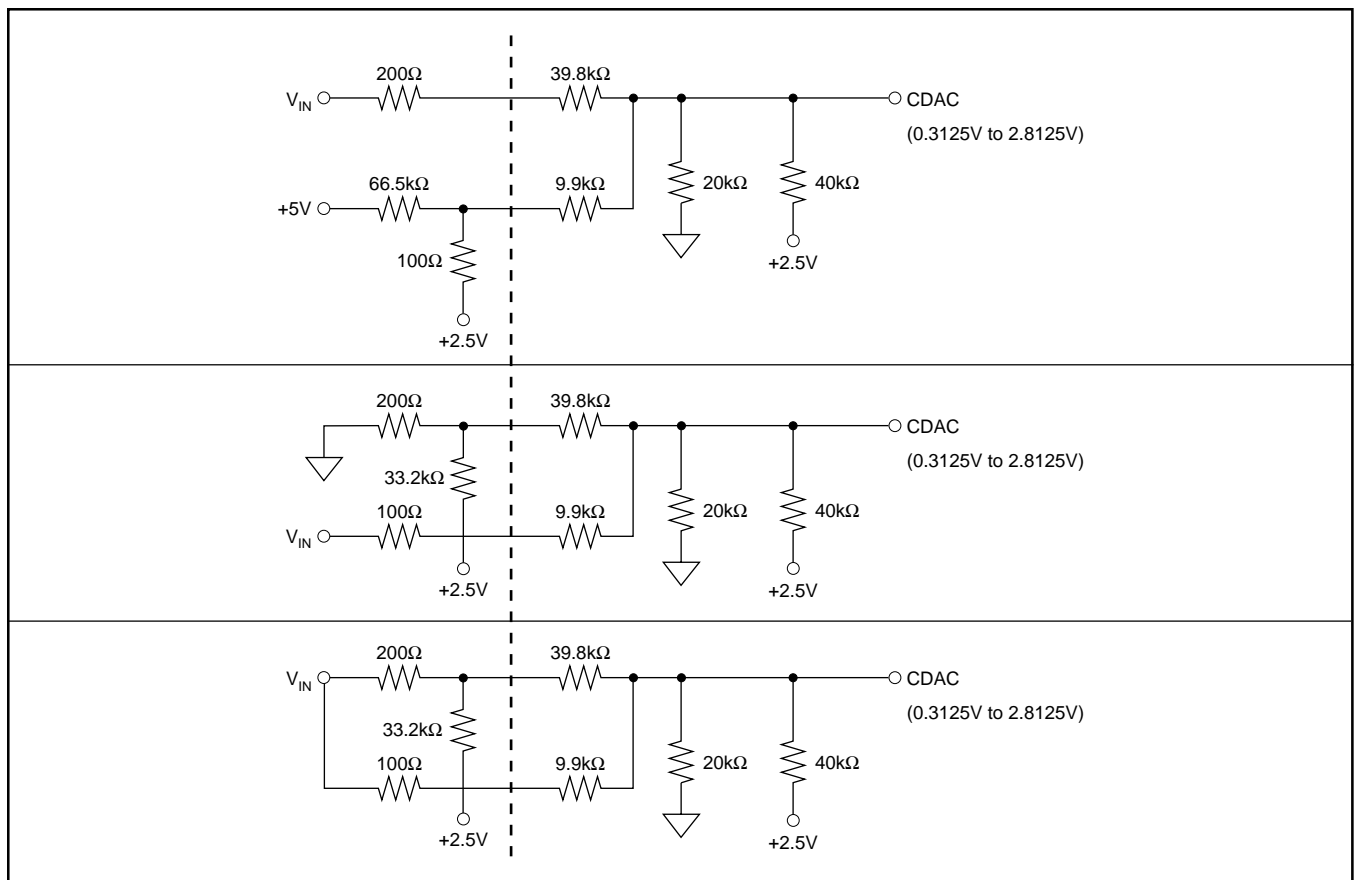 200Ω
39.8kΩ
V_IN
CDAC
(0.3125V to 2.8125V)
66.5kΩ
9.9kΩ
20kΩ
40kΩ
+5V
100Ω
+2.5V
+2.5V
200Ω
39.8kΩ
CDAC
(0.3125V to 2.8125V)
33.2kΩ
100Ω
9.9kΩ
20kΩ
40kΩ
V_IN
+2.5V
+2.5V
200Ω
39.8kΩ
V_IN
CDAC
(0.3125V to 2.8125V)
33.2kΩ
100Ω
9.9kΩ
20kΩ
40kΩ
+2.5V
+2.5V